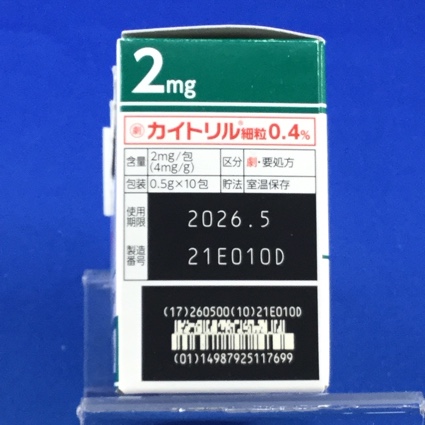 2mg
劇 カイトリル®細粒0.4%
含量 2mg/包 (4mg/g) 区分 劇・要処方
包装 0.5g×10包 貯法 室温保存
使用期限 2026.5
製造番号 21E010D
(17)260500(10)21E010D
(01)14987925117699